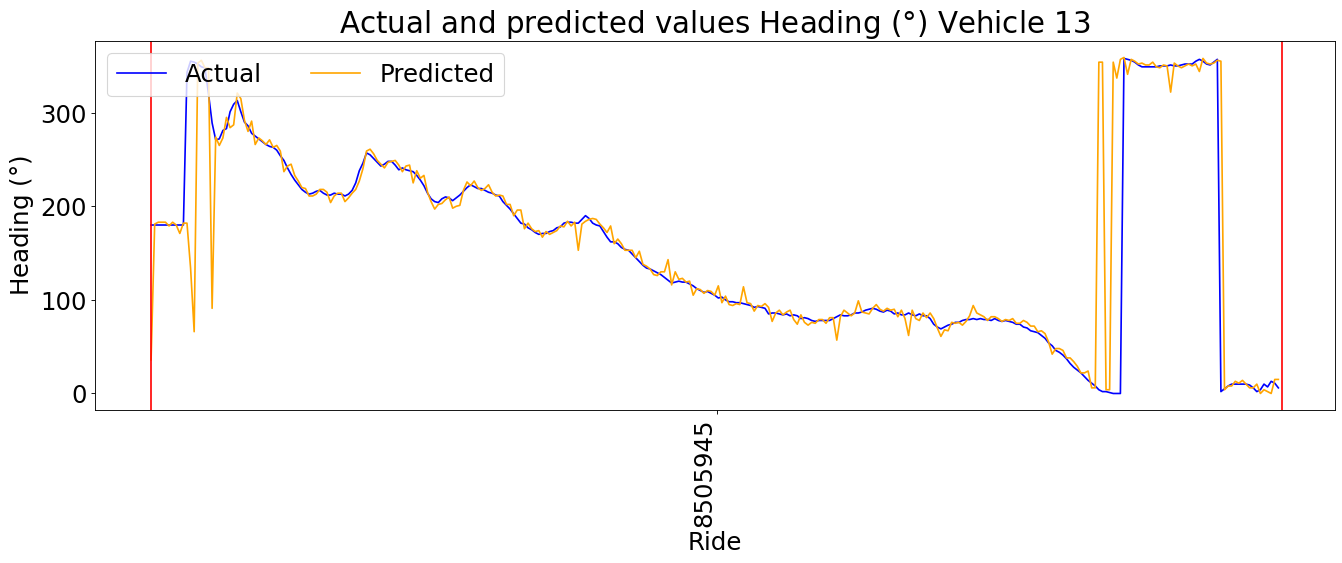 Actual and predicted values Heading (°) Vehicle 13
Actual
Predicted
Heading (°)
300
200
100
0
8505945
Ride